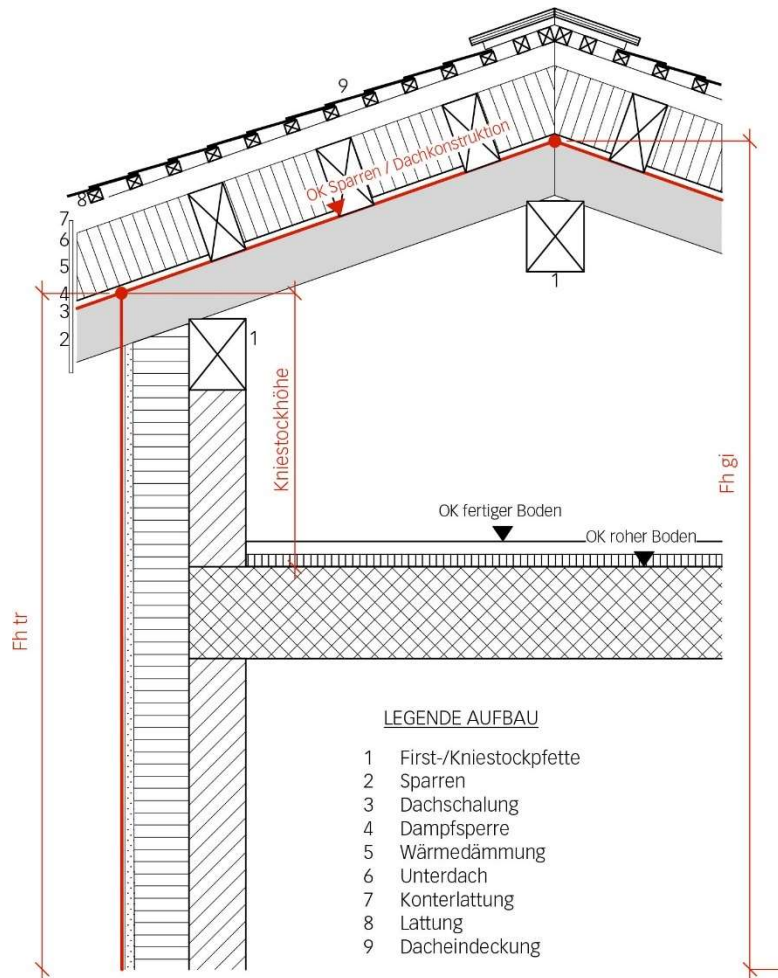 9
OK Sparren / Dachkonstruktion
8
7
6
5
4
3
2
1
1
Kniestockhöhe
Fh gi
OK fertiger Boden
OK roher Boden
Fh tr
LEGENDE AUFBAU
1 First-/Kniestockpfette
2 Sparren
3 Dachschalung
4 Dampfsperre
5 Wärmedämmung
6 Unterdach
7 Konterlattung
8 Lattung
9 Dacheindeckung